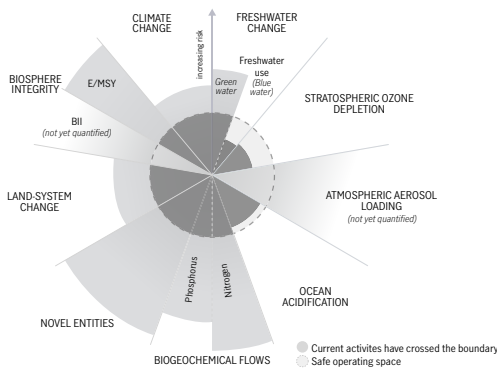 CLIMATE
CHANGE
increasing risk
FRESHWATER
CHANGE
Green
water
Freshwater
use
(Blue
water)
STRATOSPHERIC OZONE
DEPLETION
ATMOSPHERIC AEROSOL
LOADING
(not yet quantified)
OCEAN
ACIDIFICATION
BIOGEOCHEMICAL FLOWS
Phosphorus
Nitrogen
NOVEL ENTITIES
LAND-SYSTEM
CHANGE
BIOSPHERE
INTEGRITY
E/MSY
BII
(not yet quantified)
Current activites have crossed the boundary
Safe operating space